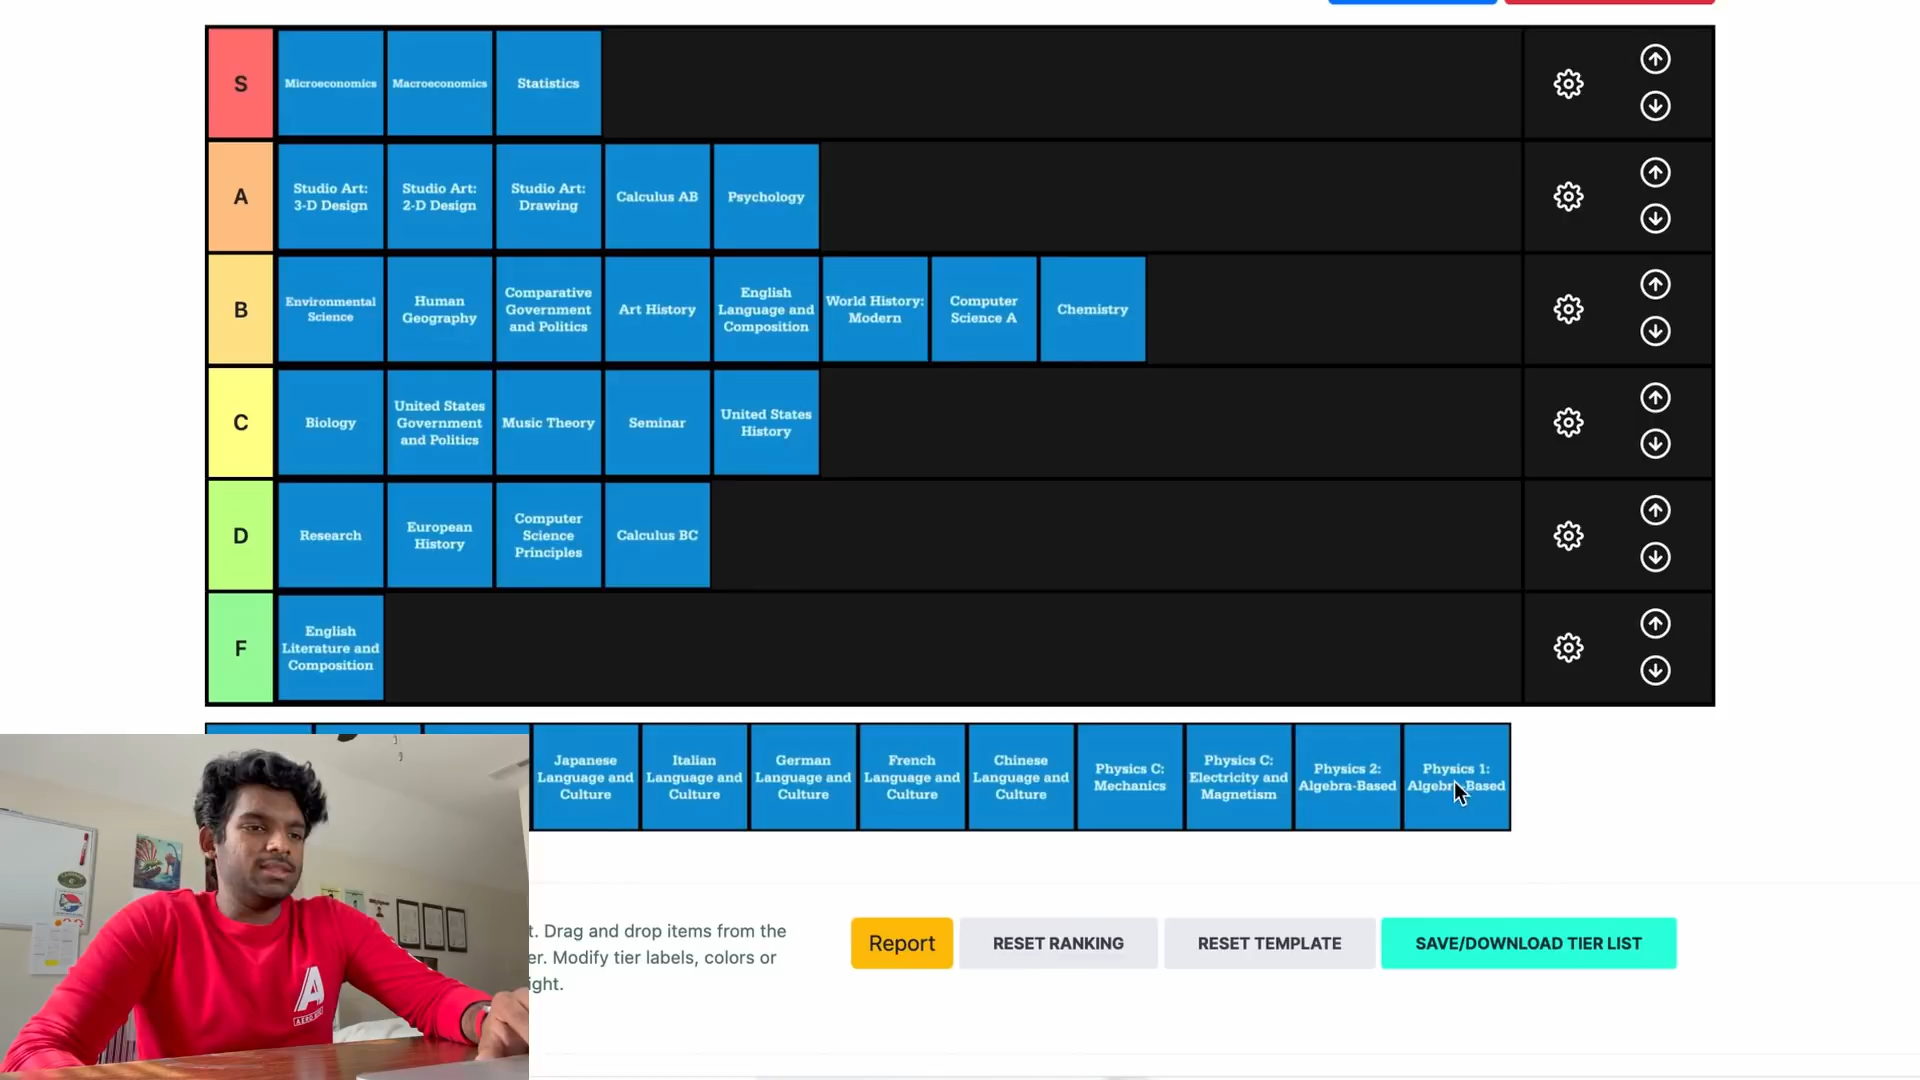 S
Microeconomics
Macroeconomics
Statistics
A
Studio Art:
3-D Design
Studio Art:
2-D Design
Studio Art:
Drawing
Calculus AB
Psychology
B
Environmental
Science
Human
Geography
Comparative
Government
and Politics
Art History
English
Language and
Composition
World History:
Modern
Computer
Science A
Chemistry
C
Biology
United States
Government
and Politics
Music Theory
Seminar
United States
History
D
Research
European
History
Computer
Science
Principles
Calculus BC
F
English
Literature and
Composition
Japanese
Language and
Culture
Italian
Language and
Culture
German
Language and
Culture
French
Language and
Culture
Chinese
Language and
Culture
Physics C:
Mechanics
Physics C:
Electricity and
Magnetism
Physics 2:
Algebra-Based
Physics 1:
Algebra-Based
t. Drag and drop items from the
er. Modify tier labels, colors or
ight.
Report
RESET RANKING
RESET TEMPLATE
SAVE/DOWNLOAD TIER LIST
A